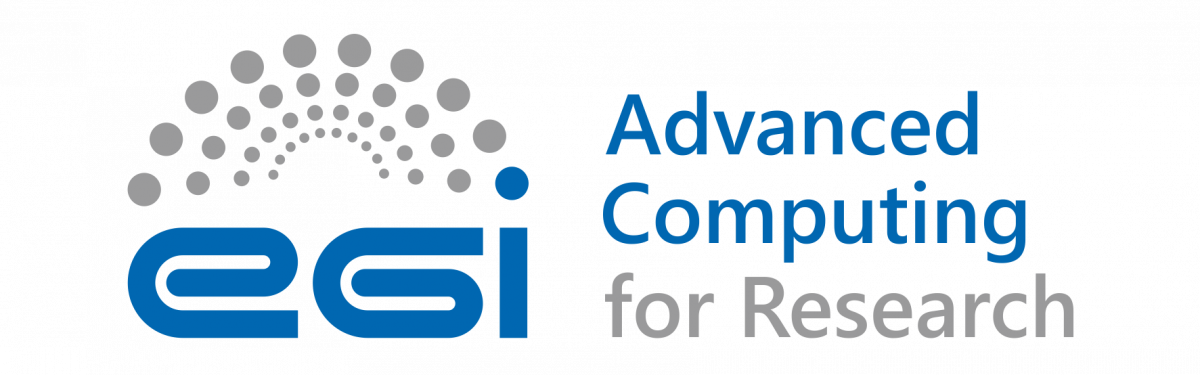 egi
Advanced
Computing
for Research